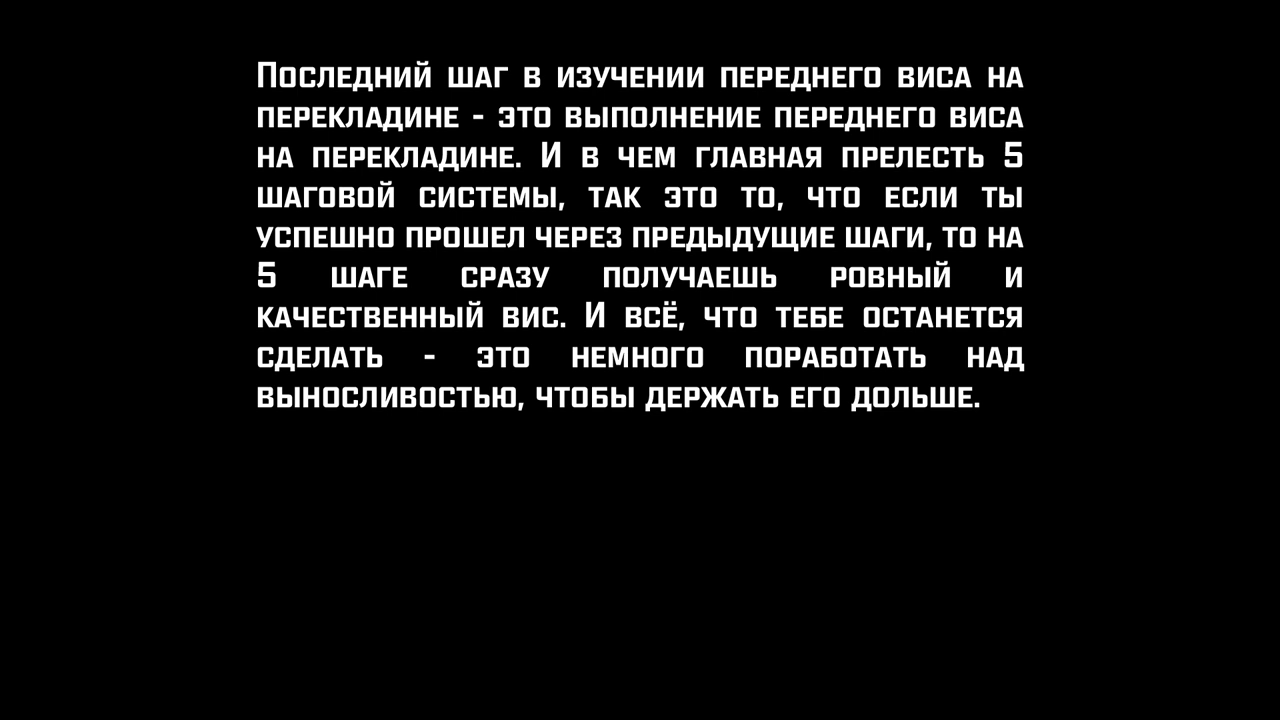 Последний шаг в изучении переднего виса на
перекладине - это выполнение переднего виса
на перекладине. И в чем главная прелесть 5
шаговой системы, так это то, что если ты
успешно прошел через предыдущие шаги, то на
5 шаге сразу получаешь ровный и
качественный вис. И всё, что тебе останется
сделать - это немного поработать над
выносливостью, чтобы держать его дольше.